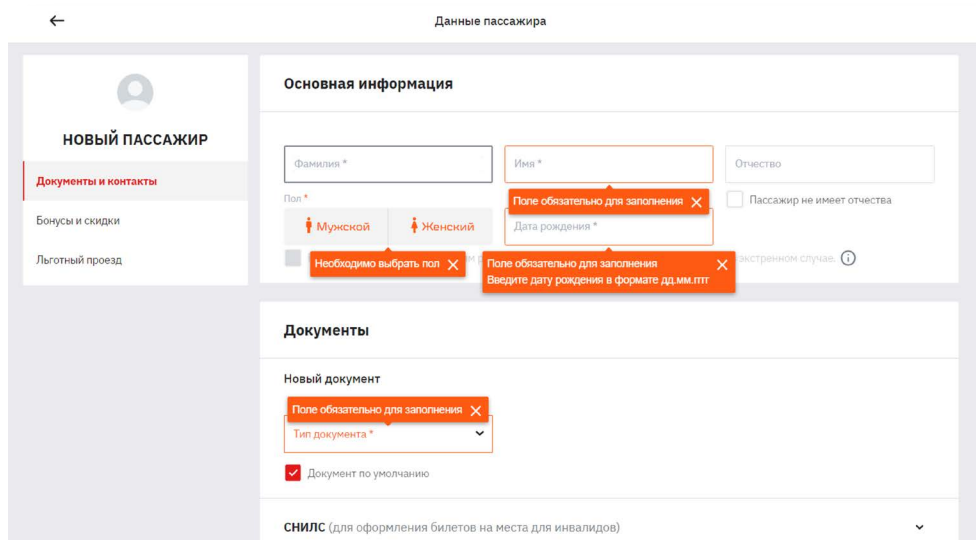 Данные пассажира
НОВЫЙ ПАССАЖИР
Документы и контакты
Бонусы и скидки
Льготный проезд
Основная информация
Фамилия *
Имя *
Отчество
Поле обязательно для заполнения
Пассажир не имеет отчества
Пол *
Мужской
Женский
Дата рождения *
Необходимо выбрать пол
Поле обязательно для заполнения
Введите дату рождения в формате дд.мм.гггг
экстренном случае.
Документы
Новый документ
Поле обязательно для заполнения
Тип документа *
Документ по умолчанию
СНИЛС (для оформления билетов на места для инвалидов)